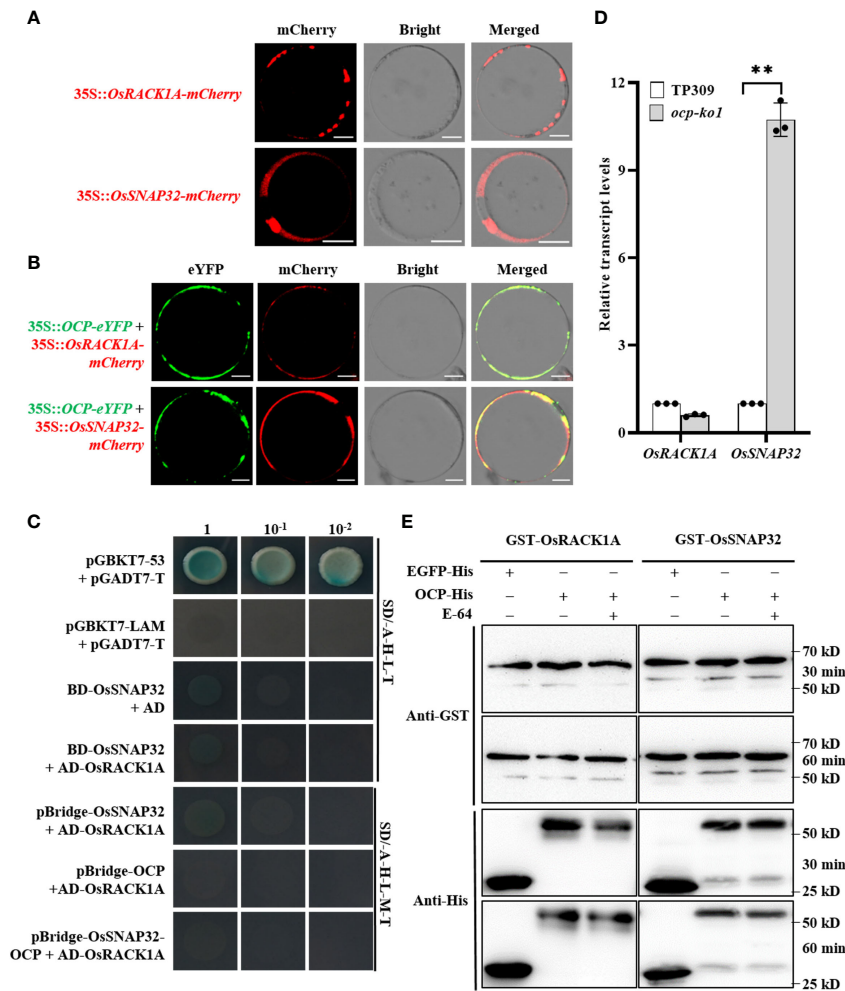 A
mCherry Bright Merged
35S::OsRACK1A-mCherry
35S::OsSNAP32-mCherry
B
eYFP mCherry Bright Merged
35S::OCP-eYFP +
35S::OsRACK1A-
mCherry
35S::OCP-eYFP +
35S::OsSNAP32-
mCherry
C
1 10-1 10-2
pGBKT7-53
+ pGADT7-T
pGBKT7-LAM
+ pGADT7-T
BD-OsSNAP32
+ AD
BD-OsSNAP32
+ AD-OsRACK1A
pBridge-OsSNAP32
+ AD-OsRACK1A
pBridge-OCP
+AD-OsRACK1A
pBridge-OsSNAP32-
OCP + AD-OsRACK1A
SD/-A-H-L-T
SD/-A-H-L-M-T
D
Relative transcript levels
12
9
6
3
0
TP309
ocp-ko1
**
OsRACK1A OsSNAP32
E
GST-OsRACK1A GST-OsSNAP32
EGFP-His + − − + − −
OCP-His − + + − + +
E-64 − − + − − +
Anti-GST
70 kD
30 min
50 kD
70 kD
60 min
50 kD
Anti-His
50 kD
30 min
25 kD
50 kD
60 min
25 kD